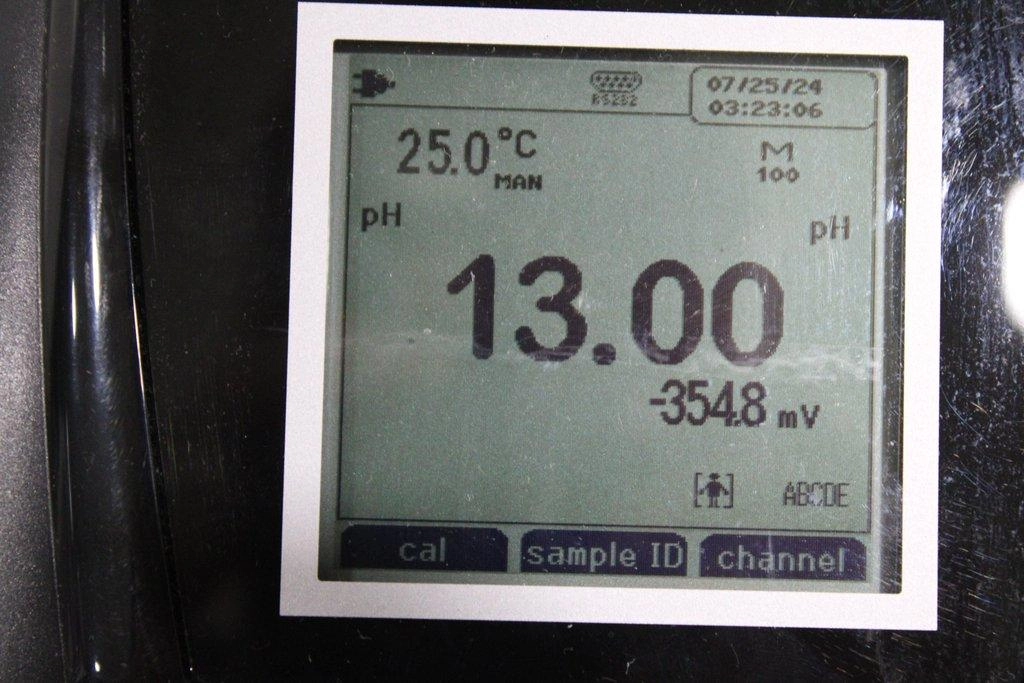 RS232
07/25/24
03:23:06
25.0 °C
MAN
M
100
pH
pH
13.00
-354.8 mV
ABCDE
cal
sample ID
channel